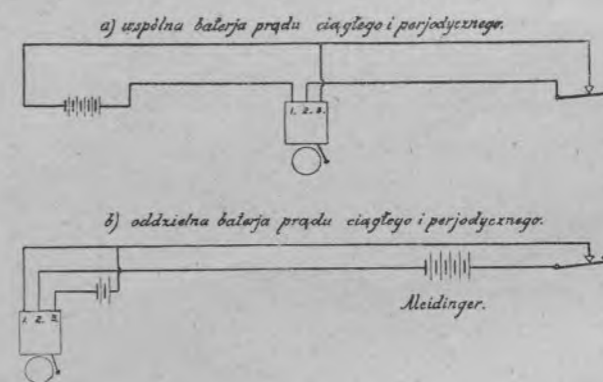 a) wspólna baterja prądu ciągłego i perjodycznego.
1. 2. 3.
b) oddzielna baterja prądu ciągłego i perjodycznego.
Meidinger.
1. 2. 3.